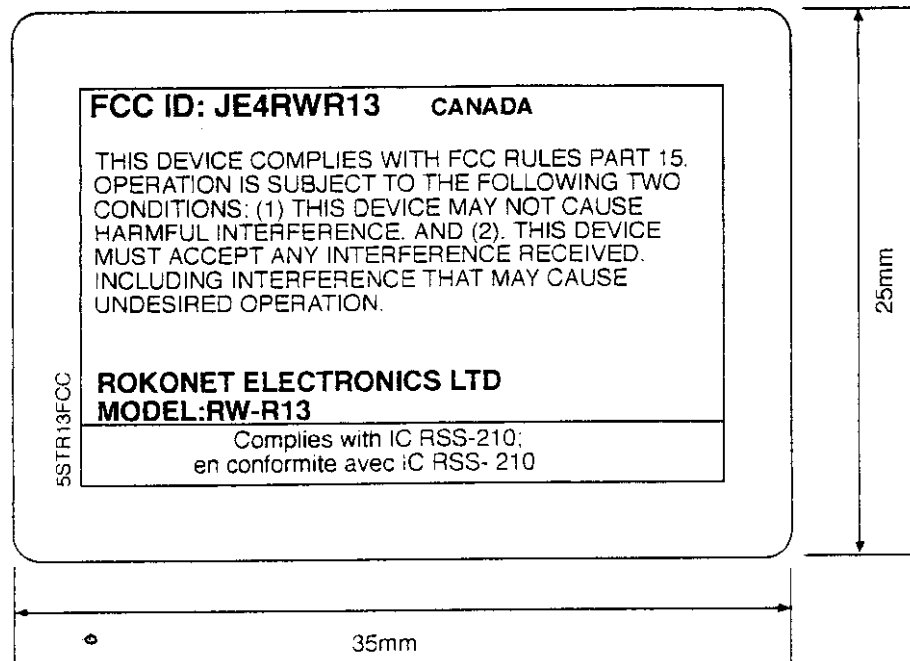 FCC ID: JE4RWR13 CANADA
THIS DEVICE COMPLIES WITH FCC RULES PART 15.
OPERATION IS SUBJECT TO THE FOLLOWING TWO
CONDITIONS: (1) THIS DEVICE MAY NOT CAUSE
HARMFUL INTERFERENCE. AND (2). THIS DEVICE
MUST ACCEPT ANY INTERFERENCE RECEIVED.
INCLUDING INTERFERENCE THAT MAY CAUSE
UNDESIRED OPERATION.
ROKONET ELECTRONICS LTD
MODEL:RW-R13
Complies with IC RSS-210;
en conformite avec IC RSS- 210
5STR13FCC
25mm
35mm